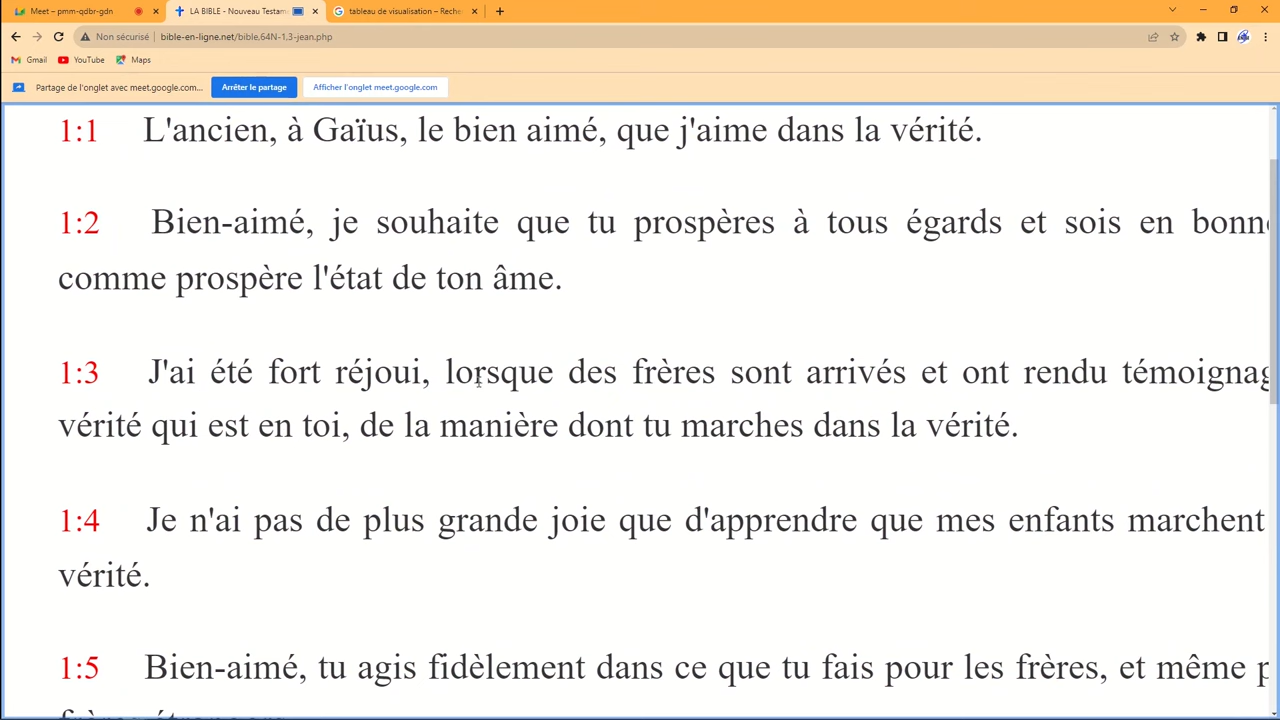 Meet – pmm-qdbr-gdn
LA BIBLE - Nouveau Testam
tableau de visualisation – Reche
Non sécurisé | bible-en-ligne.net/bible,64N-1,3-jean.php
Gmail YouTube Maps
Partage de l'onglet avec meet.google.com... Arrêter le partage Afficher l'onglet meet.google.com
1:1 L'ancien, à Gaïus, le bien aimé, que j'aime dans la vérité.
1:2 Bien-aimé, je souhaite que tu prospères à tous égards et sois en bonn
comme prospère l'état de ton âme.
1:3 J'ai été fort réjoui, lorsque des frères sont arrivés et ont rendu témoignag
vérité qui est en toi, de la manière dont tu marches dans la vérité.
1:4 Je n'ai pas de plus grande joie que d'apprendre que mes enfants marchent
vérité.
1:5 Bien-aimé, tu agis fidèlement dans ce que tu fais pour les frères, et même p